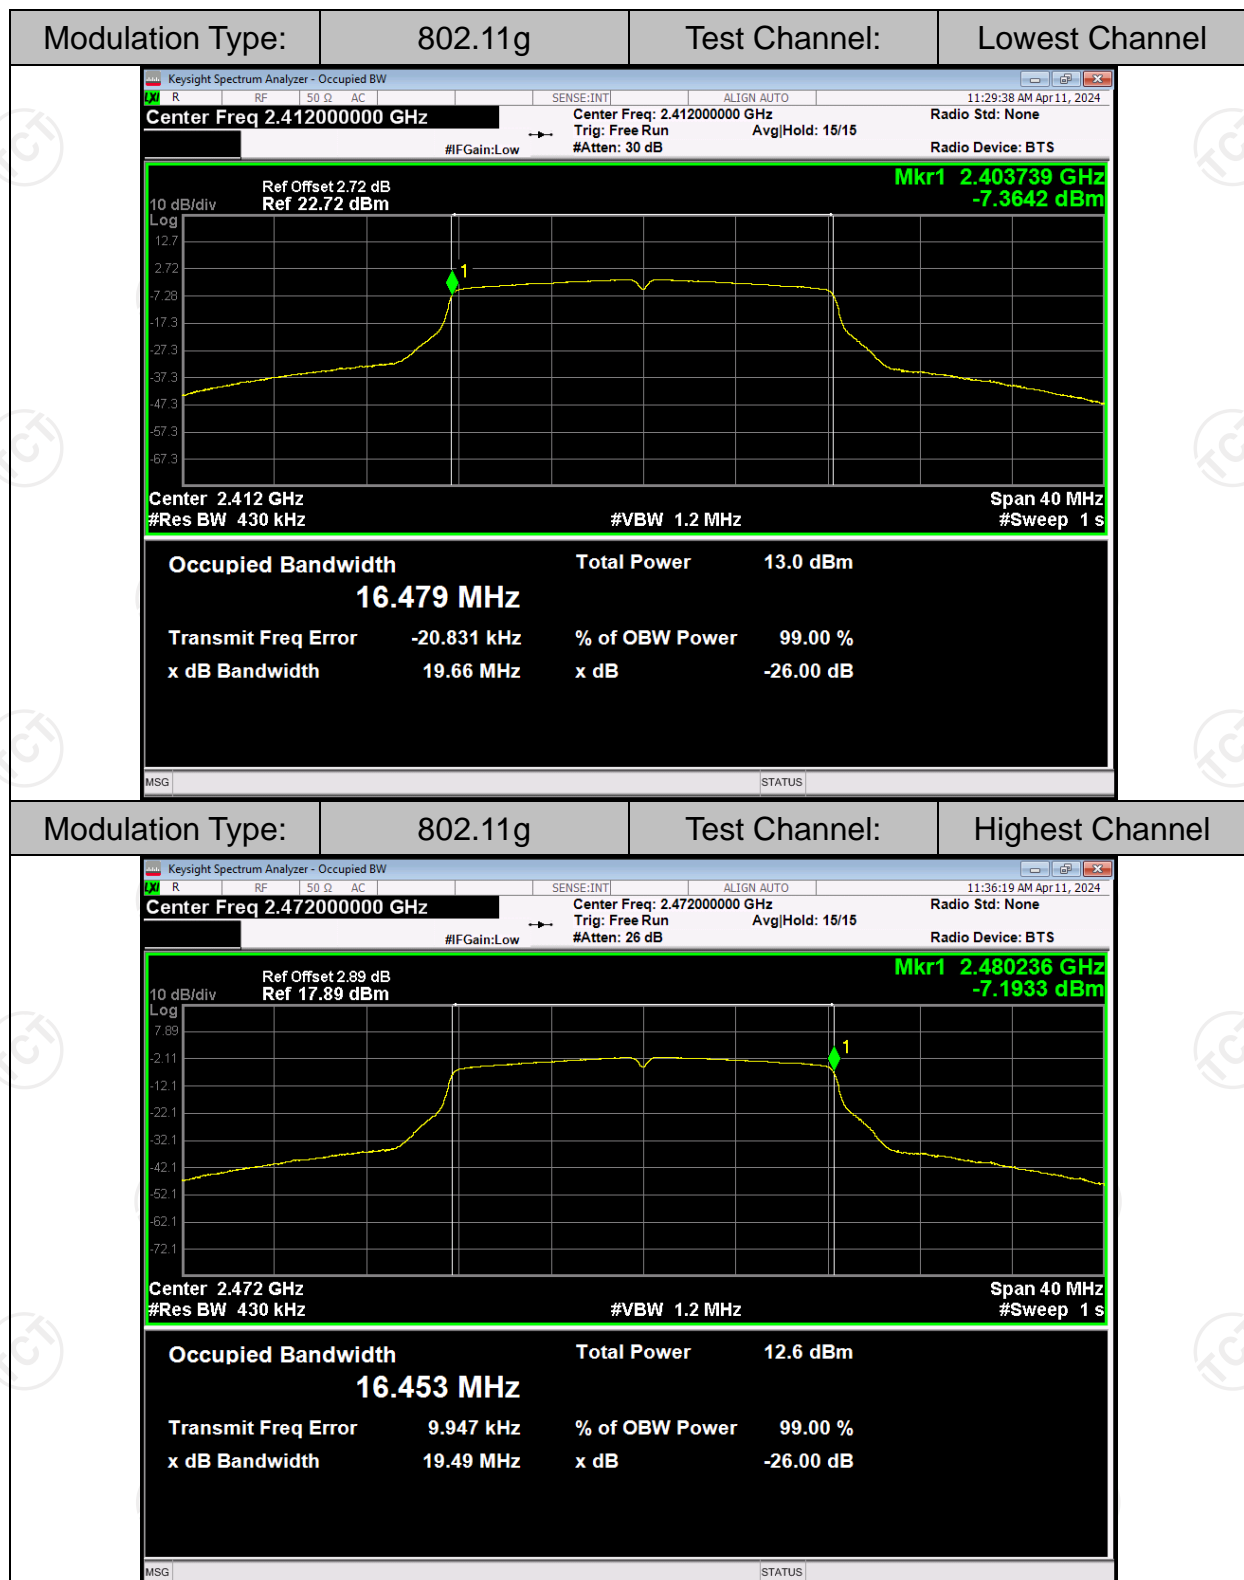 Modulation Type: 802.11g Test Channel: Lowest Channel
Keysight Spectrum Analyzer - Occupied BW
LXI R RF 50 Ω AC SENSE:INT ALIGN AUTO 11:29:38 AM Apr 11, 2024
Center Freq 2.412000000 GHz Center Freq: 2.412000000 GHz Radio Std: None
Trig: Free Run Avg|Hold: 15/15
#IFGain:Low #Atten: 30 dB Radio Device: BTS
Mkr1 2.403739 GHz
-7.3642 dBm
Ref Offset 2.72 dB
10 dB/div Ref 22.72 dBm
Log
12.7
1
2.72
-7.28
-17.3
-27.3
-37.3
-47.3
-57.3
-67.3
Center 2.412 GHz Span 40 MHz
#Res BW 430 kHz #VBW 1.2 MHz #Sweep 1 s
Occupied Bandwidth Total Power 13.0 dBm
16.479 MHz
Transmit Freq Error -20.831 kHz % of OBW Power 99.00 %
x dB Bandwidth 19.66 MHz x dB -26.00 dB
MSG STATUS
Modulation Type: 802.11g Test Channel: Highest Channel
Keysight Spectrum Analyzer - Occupied BW
LXI R RF 50 Ω AC SENSE:INT ALIGN AUTO 11:36:19 AM Apr 11, 2024
Center Freq 2.472000000 GHz Center Freq: 2.472000000 GHz Radio Std: None
Trig: Free Run Avg|Hold: 15/15
#IFGain:Low #Atten: 26 dB Radio Device: BTS
Mkr1 2.480236 GHz
-7.1933 dBm
Ref Offset 2.89 dB
10 dB/div Ref 17.89 dBm
Log
7.89
1
-2.11
-12.1
-22.1
-32.1
-42.1
-52.1
-62.1
-72.1
Center 2.472 GHz Span 40 MHz
#Res BW 430 kHz #VBW 1.2 MHz #Sweep 1 s
Occupied Bandwidth Total Power 12.6 dBm
16.453 MHz
Transmit Freq Error 9.947 kHz % of OBW Power 99.00 %
x dB Bandwidth 19.49 MHz x dB -26.00 dB
MSG STATUS
TCT
TCT
TCT
TCT
TCT
TCT
TCT
TCT
TCT
TCT